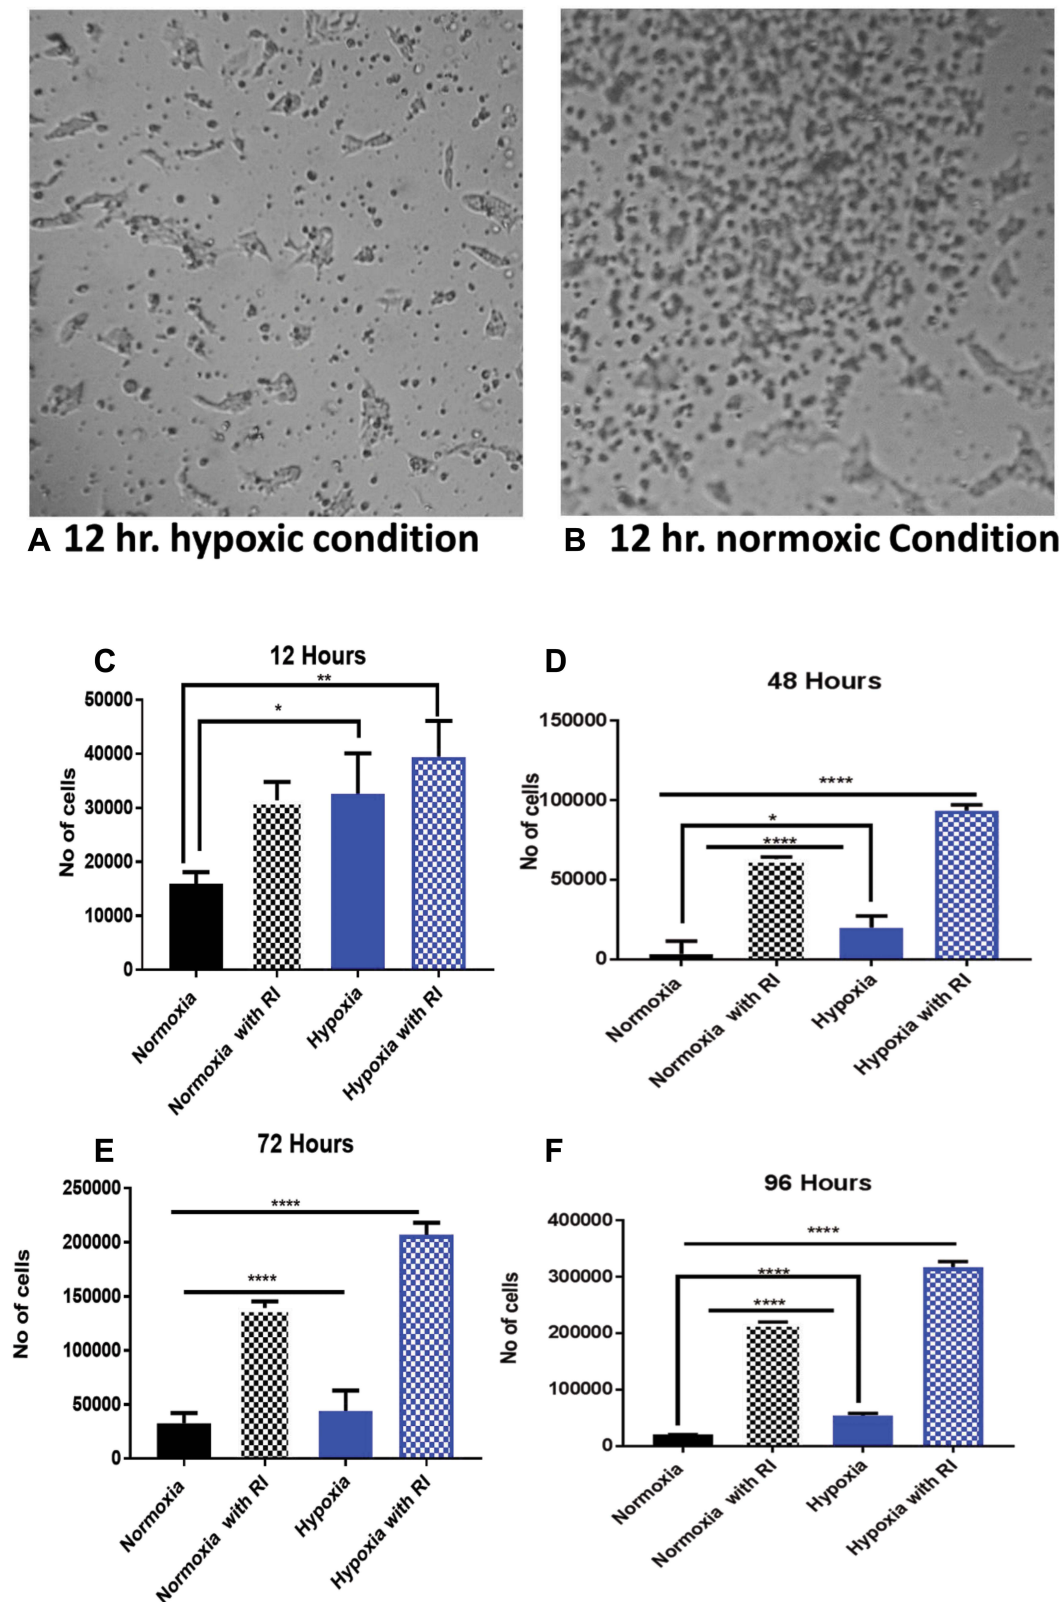 A 12 hr. hypoxic condition
B 12 hr. normoxic Condition
C
12 Hours
**
*
50000
40000
30000
20000
10000
0
No of cells
Normoxia
Normoxia with RI
Hypoxia
Hypoxia with RI
D
48 Hours
****
*
****
150000
100000
50000
0
No of cells
Normoxia
Normoxia with RI
Hypoxia
Hypoxia with RI
E
72 Hours
****
****
250000
200000
150000
100000
50000
0
No of cells
Normoxia
Normoxia with RI
Hypoxia
Hypoxia with RI
F
96 Hours
****
****
****
400000
300000
200000
100000
0
No of cells
Normoxia
Normoxia with RI
Hypoxia
Hypoxia with RI